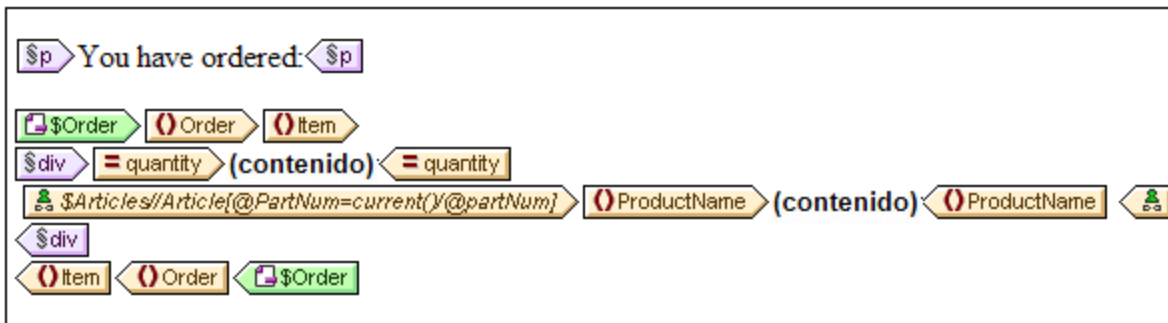 §p You have ordered: §p
$Order ()Order ()Item
§div = quantity (contenido) = quantity
$Articles//Article[@PartNum=current()/@partNum] ()ProductName (contenido) ()ProductName
§div
()Item ()Order $Order